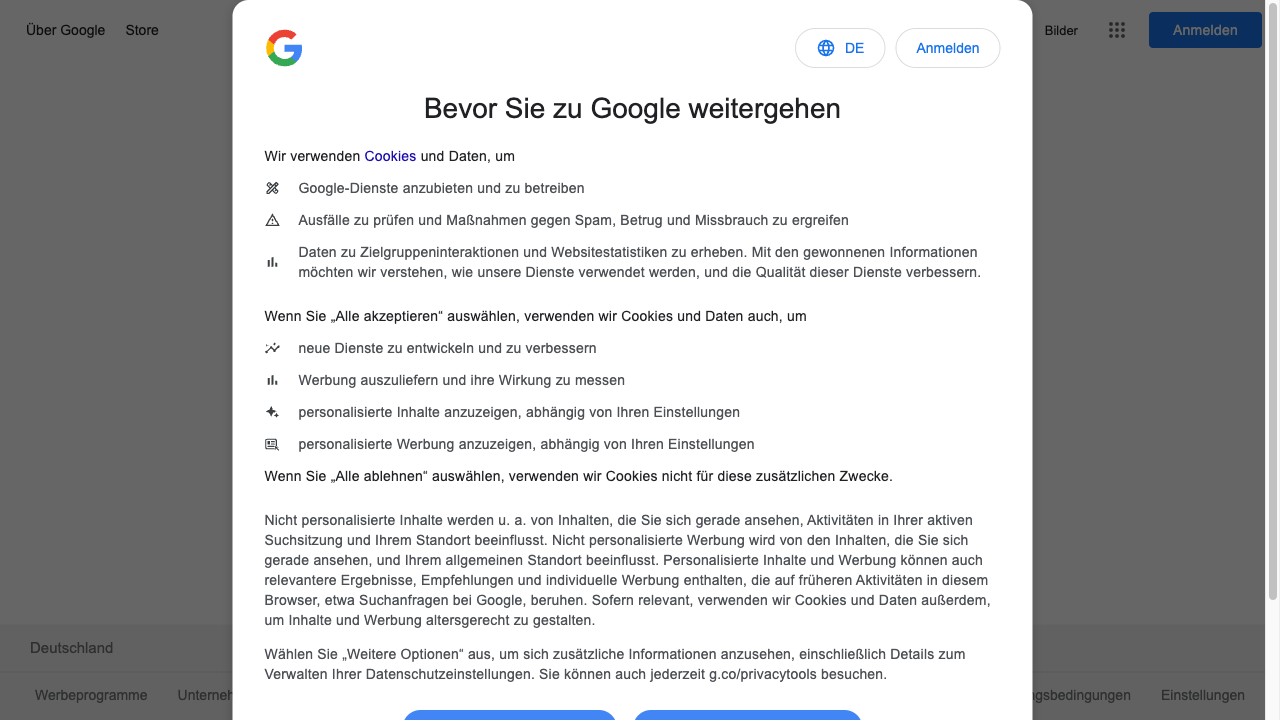 Über Google
Store
Bilder
Anmelden
DE
Anmelden
Bevor Sie zu Google weitergehen
Wir verwenden Cookies und Daten, um
Google-Dienste anzubieten und zu betreiben
Ausfälle zu prüfen und Maßnahmen gegen Spam, Betrug und Missbrauch zu ergreifen
Daten zu Zielgruppeninteraktionen und Websitestatistiken zu erheben. Mit den gewonnenen Informationen
möchten wir verstehen, wie unsere Dienste verwendet werden, und die Qualität dieser Dienste verbessern.
Wenn Sie „Alle akzeptieren“ auswählen, verwenden wir Cookies und Daten auch, um
neue Dienste zu entwickeln und zu verbessern
Werbung auszuliefern und ihre Wirkung zu messen
personalisierte Inhalte anzuzeigen, abhängig von Ihren Einstellungen
personalisierte Werbung anzuzeigen, abhängig von Ihren Einstellungen
Wenn Sie „Alle ablehnen“ auswählen, verwenden wir Cookies nicht für diese zusätzlichen Zwecke.
Nicht personalisierte Inhalte werden u. a. von Inhalten, die Sie sich gerade ansehen, Aktivitäten in Ihrer aktiven
Suchsitzung und Ihrem Standort beeinflusst. Nicht personalisierte Werbung wird von den Inhalten, die Sie sich
gerade ansehen, und Ihrem allgemeinen Standort beeinflusst. Personalisierte Inhalte und Werbung können auch
relevantere Ergebnisse, Empfehlungen und individuelle Werbung enthalten, die auf früheren Aktivitäten in diesem
Browser, etwa Suchanfragen bei Google, beruhen. Sofern relevant, verwenden wir Cookies und Daten außerdem,
um Inhalte und Werbung altersgerecht zu gestalten.
Wählen Sie „Weitere Optionen“ aus, um sich zusätzliche Informationen anzusehen, einschließlich Details zum
Verwalten Ihrer Datenschutzeinstellungen. Sie können auch jederzeit g.co/privacytools besuchen.
Deutschland
Werbeprogramme
Unterneh
gsbedingungen
Einstellungen